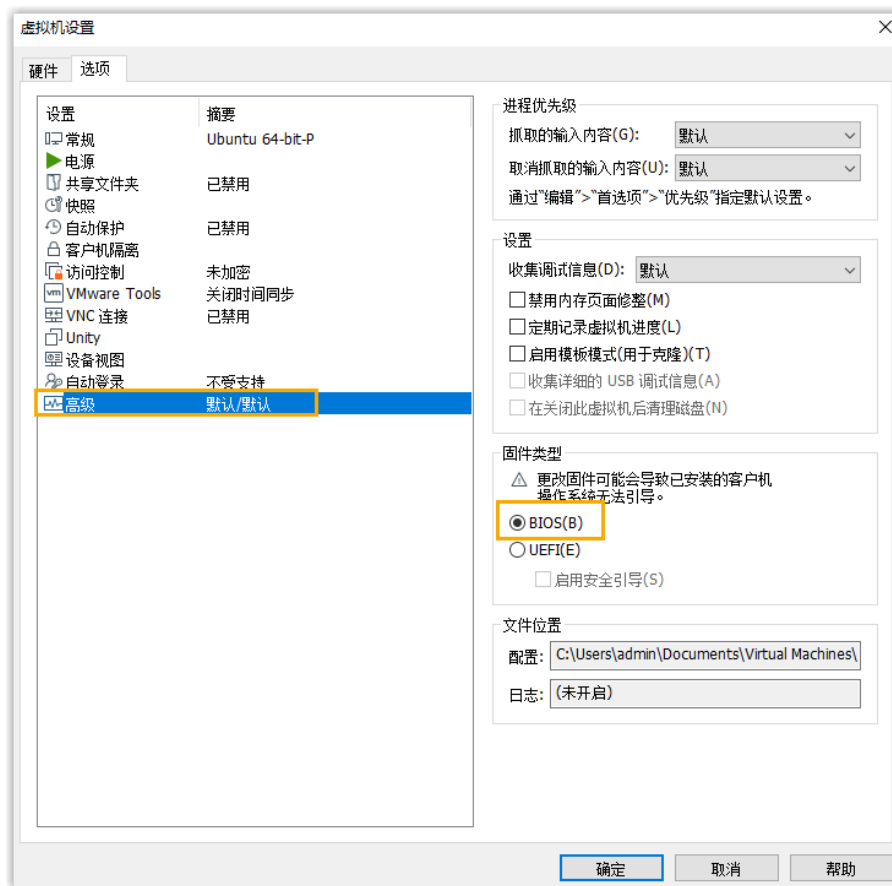 虚拟机设置
硬件 选项
设置 摘要
常规 Ubuntu 64-bit-P
电源
共享文件夹 已禁用
快照
自动保护 已禁用
客户机隔离
访问控制 未加密
VMware Tools 关闭时间同步
VNC 连接 已禁用
Unity
设备视图
自动登录 不受支持
高级 默认/默认
进程优先级
抓取的输入内容(G): 默认
取消抓取的输入内容(U): 默认
通过“编辑”>“首选项”>“优先级”指定默认设置。
设置
收集调试信息(D): 默认
禁用内存页面修整(M)
定期记录虚拟机进度(L)
启用模板模式(用于克隆)(T)
收集详细的 USB 调试信息(A)
在关闭此虚拟机后清理磁盘(N)
固件类型
更改固件可能会导致已安装的客户机
操作系统无法引导。
BIOS(B)
UEFI(E)
启用安全引导(S)
文件位置
配置: C:\Users\admin\Documents\Virtual Machines\
日志: (未开启)
确定 取消 帮助